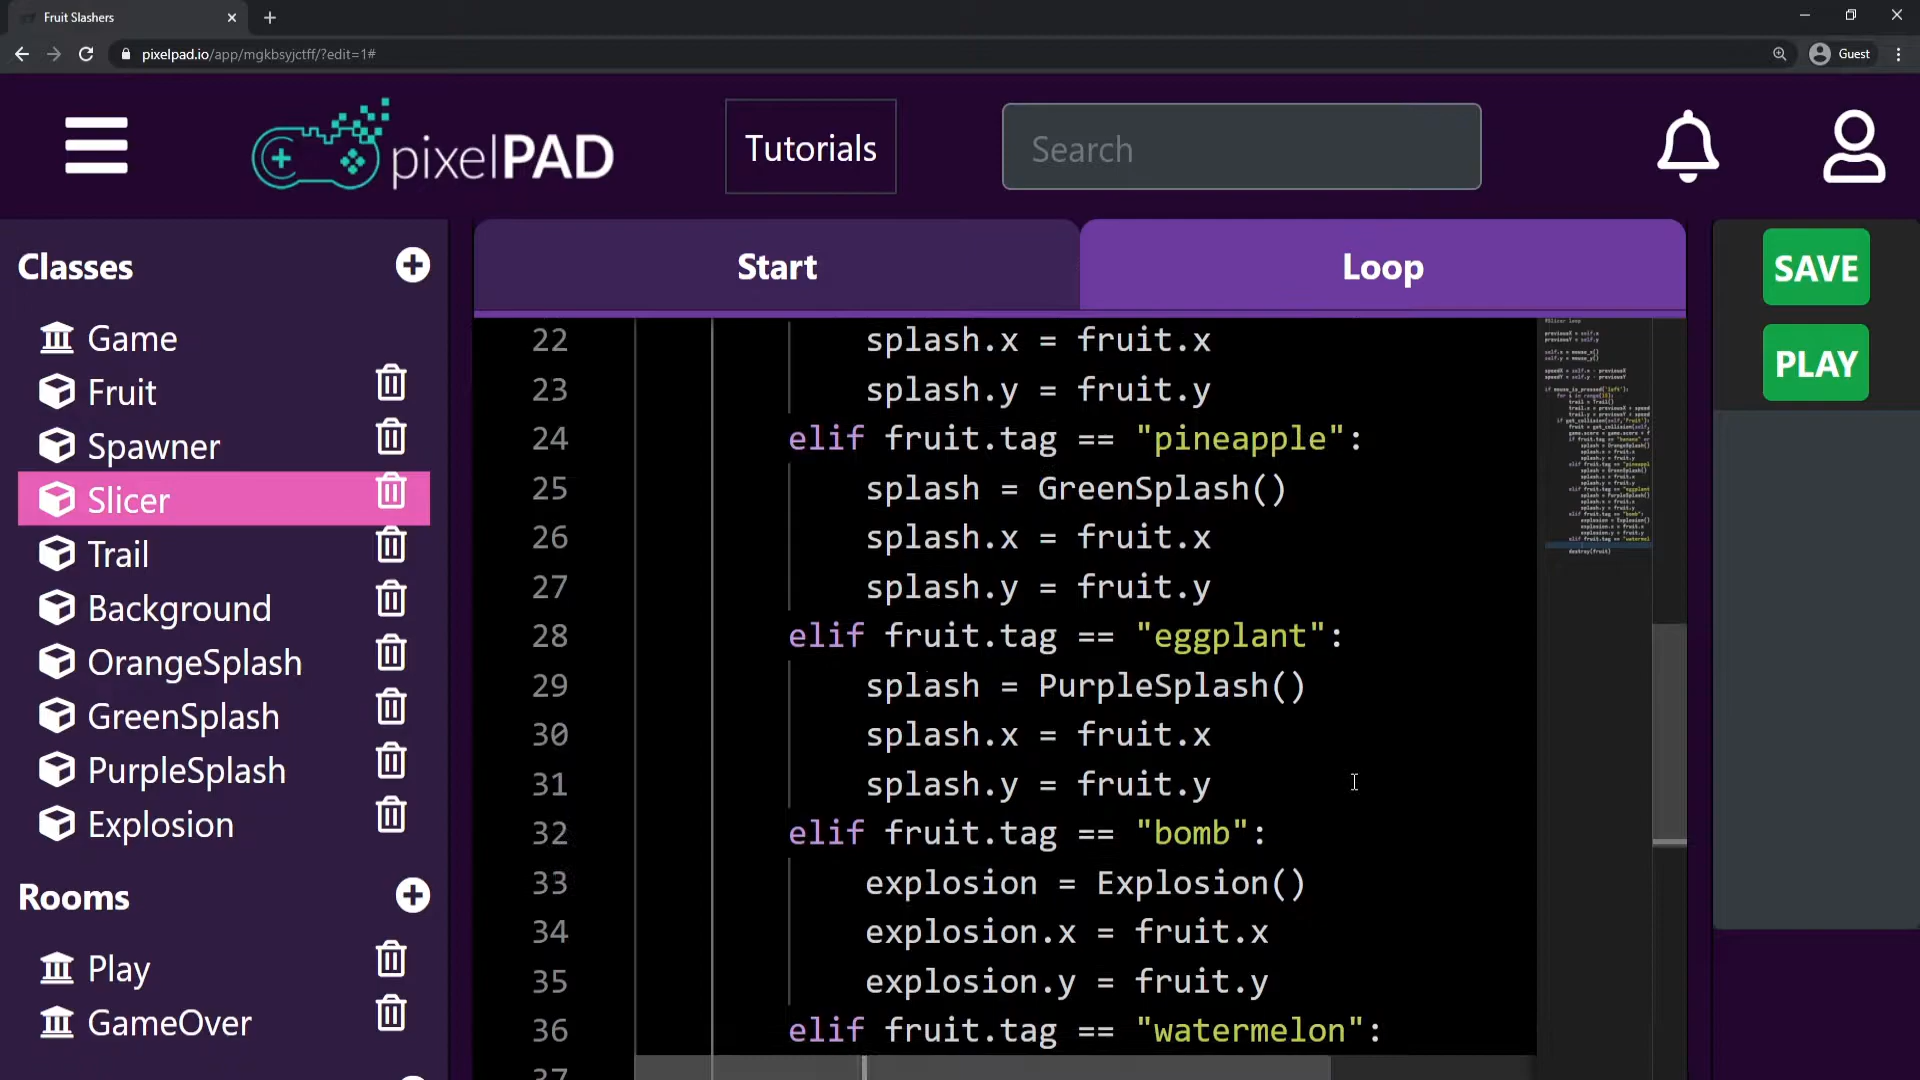 Fruit Slashers
pixelpad.io/app/mgkbsyjctff/?edit=1#
Guest
pixelPAD
Tutorials
Search
Classes
Game
Fruit
Spawner
Slicer
Trail
Background
OrangeSplash
GreenSplash
PurpleSplash
Explosion
Rooms
Play
GameOver
Start
Loop
22 splash.x = fruit.x
23 splash.y = fruit.y
24 elif fruit.tag == "pineapple":
25 splash = GreenSplash()
26 splash.x = fruit.x
27 splash.y = fruit.y
28 elif fruit.tag == "eggplant":
29 splash = PurpleSplash()
30 splash.x = fruit.x
31 splash.y = fruit.y
32 elif fruit.tag == "bomb":
33 explosion = Explosion()
34 explosion.x = fruit.x
35 explosion.y = fruit.y
36 elif fruit.tag == "watermelon":
37
SAVE
PLAY